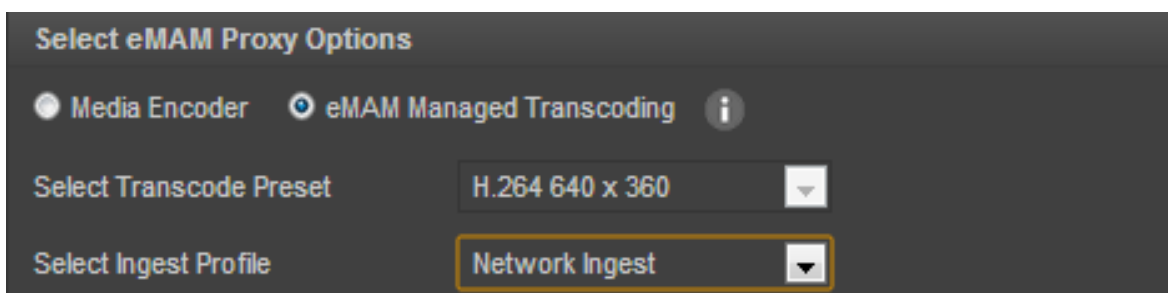 Select eMAM Proxy Options
Media Encoder eMAM Managed Transcoding i
Select Transcode Preset H.264 640 x 360
Select Ingest Profile Network Ingest